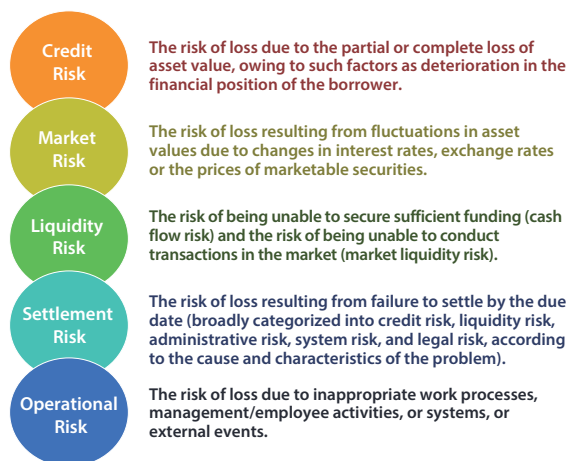 Credit
Risk
The risk of loss due to the partial or complete loss of
asset value, owing to such factors as deterioration in the
financial position of the borrower.
Market
Risk
The risk of loss resulting from fluctuations in asset
values due to changes in interest rates, exchange rates
or the prices of marketable securities.
Liquidity
Risk
The risk of being unable to secure sufficient funding (cash
flow risk) and the risk of being unable to conduct
transactions in the market (market liquidity risk).
Settlement
Risk
The risk of loss resulting from failure to settle by the due
date (broadly categorized into credit risk, liquidity risk,
administrative risk, system risk, and legal risk, according
to the cause and characteristics of the problem).
Operational
Risk
The risk of loss due to inappropriate work processes,
management/employee activities, or systems, or
external events.